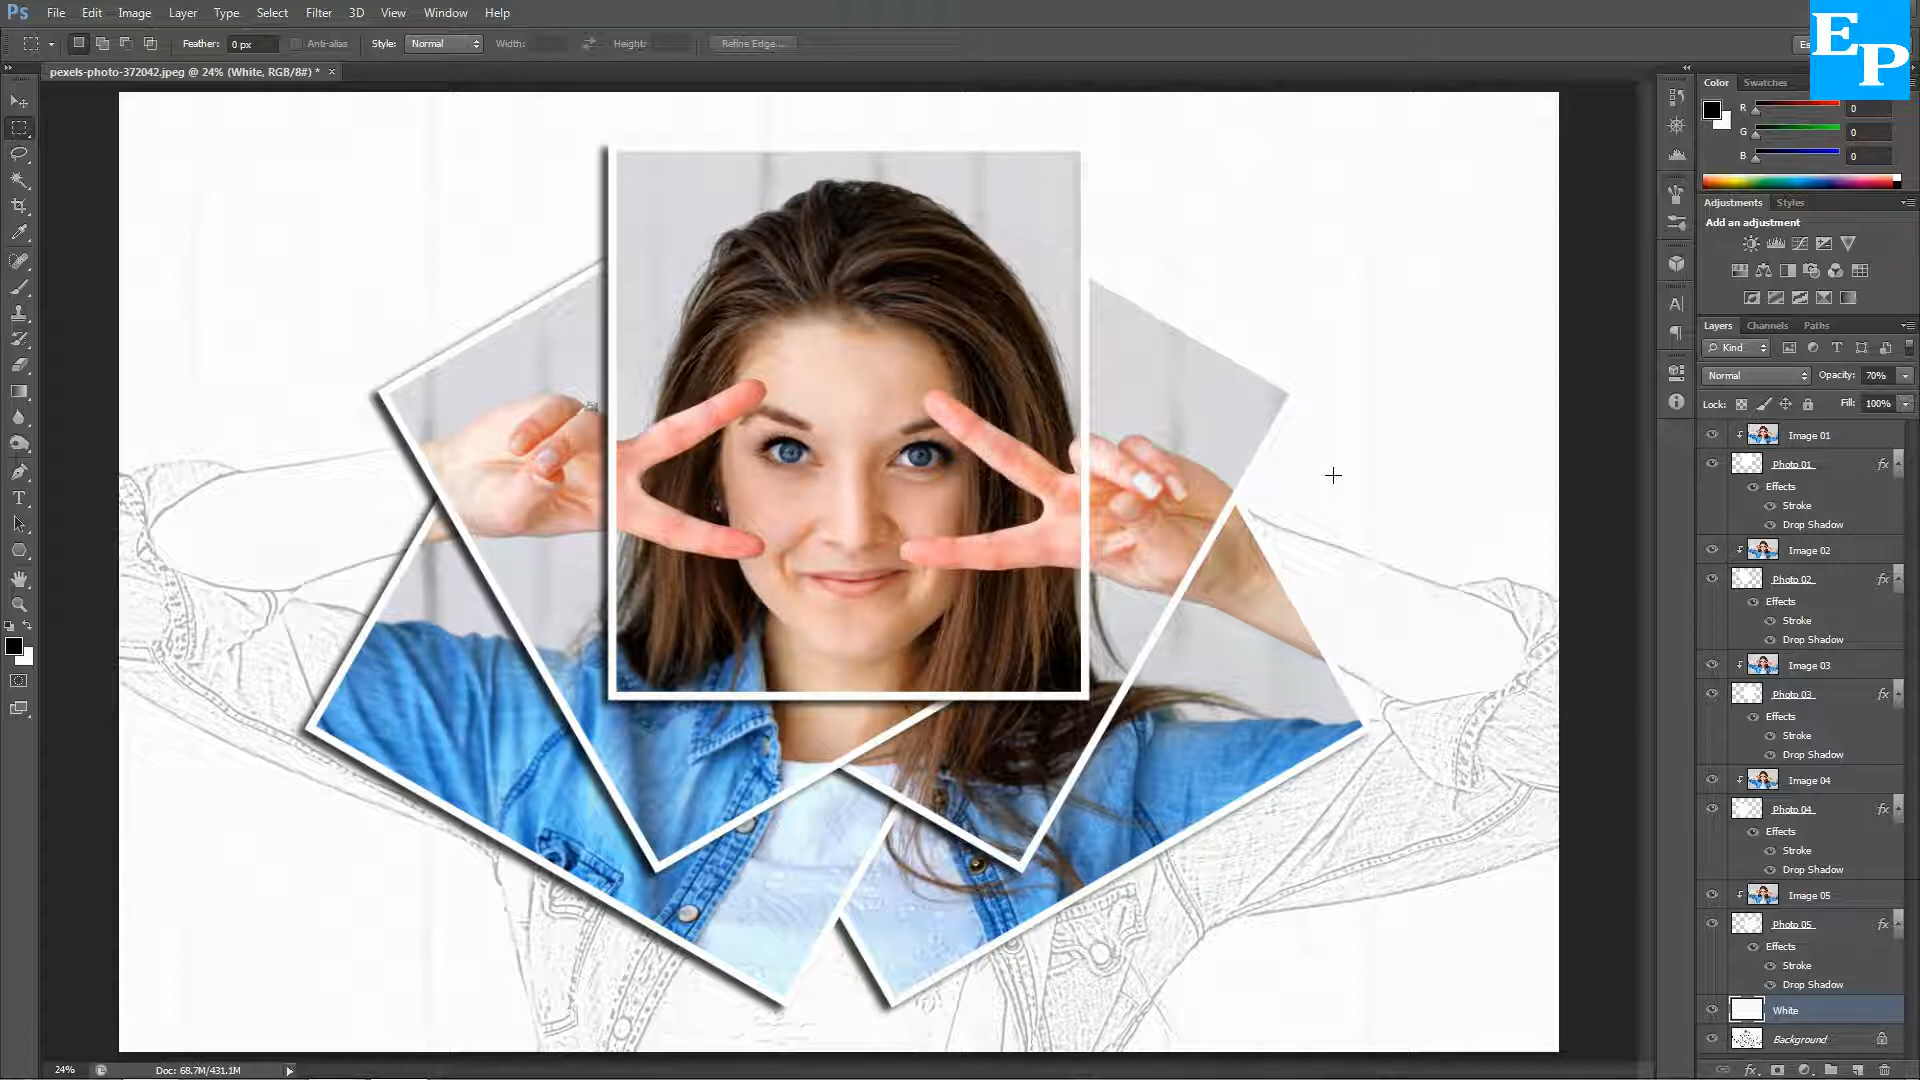 Ps File Edit Image Layer Type Select Filter 3D View Window Help
Feather: 0 px Anti-alias Style: Normal Width: Height: Refine Edge... Es
EP
pexels-photo-372042.jpeg @ 24% (White, RGB/8#) * ×
Color Swatches
R 0
G 0
B 0
Adjustments Styles
Add an adjustment
Layers Channels Paths
Kind
Normal Opacity: 70%
Lock: Fill: 100%
Image 01
Photo 01 fx
Effects
Stroke
Drop Shadow
Image 02
Photo 02 fx
Effects
Stroke
Drop Shadow
Image 03
Photo 03 fx
Effects
Stroke
Drop Shadow
Image 04
Photo 04 fx
Effects
Stroke
Drop Shadow
Image 05
Photo 05 fx
Effects
Stroke
Drop Shadow
White
Background
24% Doc: 68.7M/431.1M